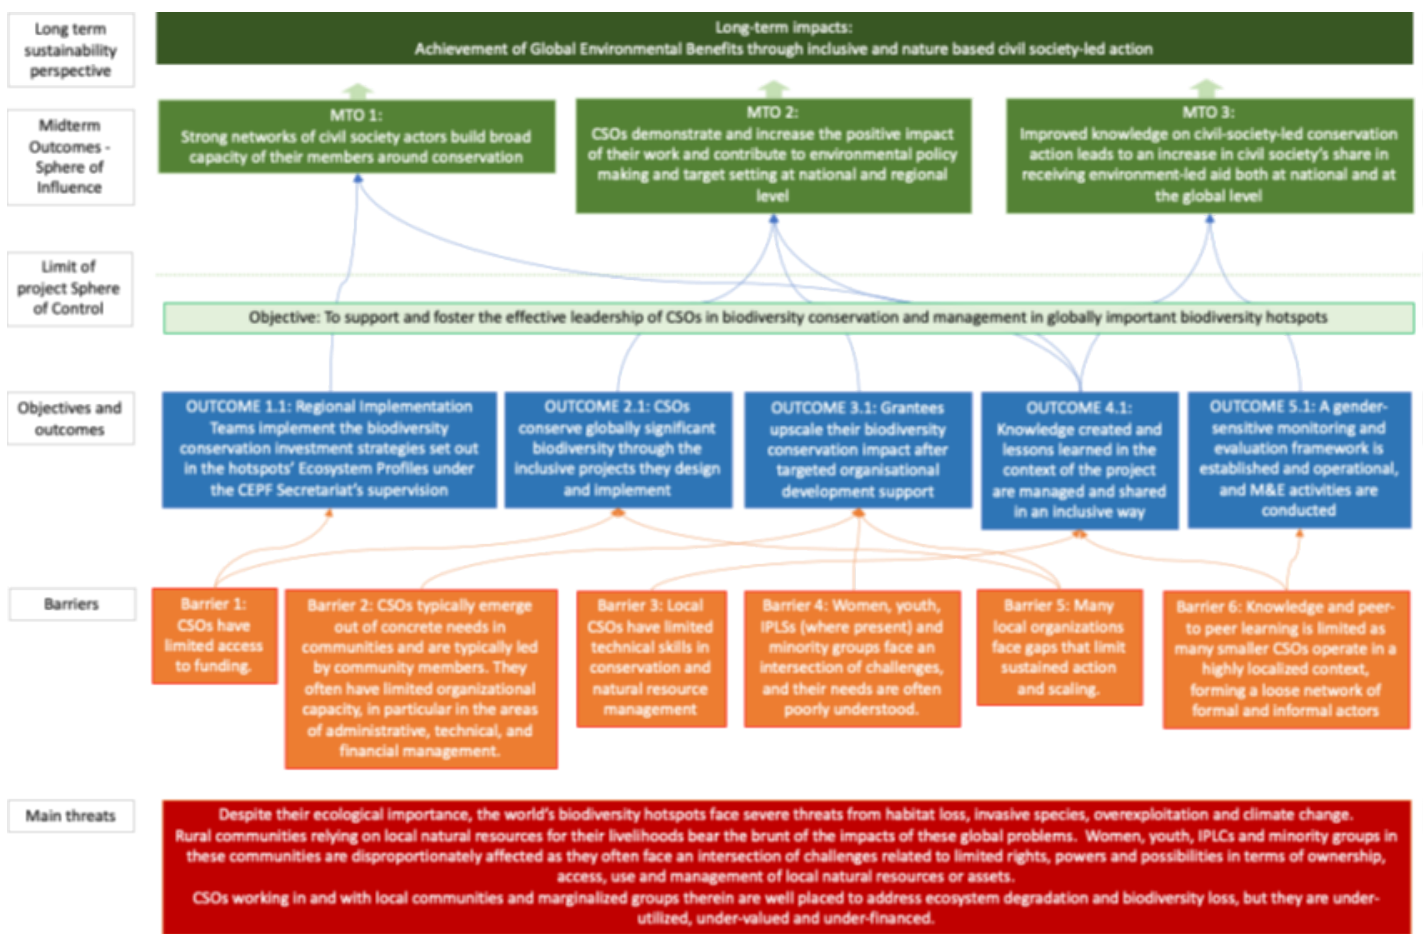 Long term
sustainability
perspective
Long-term impacts:
Achievement of Global Environmental Benefits through inclusive and nature based civil society-led action
Midterm
Outcomes -
Sphere of
Influence
MTO 1:
Strong networks of civil society actors build broad
capacity of their members around conservation
MTO 2:
CSOs demonstrate and increase the positive impact
of their work and contribute to environmental policy
making and target setting at national and regional
level
MTO 3:
Improved knowledge on civil-society-led conservation
action leads to an increase in civil society's share in
receiving environment-led aid both at national and at
the global level
Limit of
project Sphere
of Control
Objective: To support and foster the effective leadership of CSOs in biodiversity conservation and management in globally important biodiversity hotspots
Objectives and
outcomes
OUTCOME 1.1: Regional Implementation
Teams implement the biodiversity
conservation investment strategies set out
in the hotspots' Ecosystem Profiles under
the CEPF Secretariat's supervision
OUTCOME 2.1: CSOs
conserve globally significant
biodiversity through the
inclusive projects they design
and implement
OUTCOME 3.1: Grantees
upscale their biodiversity
conservation impact after
targeted organisational
development support
OUTCOME 4.1:
Knowledge created and
lessons learned in the
context of the project
are managed and shared
in an inclusive way
OUTCOME 5.1: A gender-
sensitive monitoring and
evaluation framework is
established and operational,
and M&E activities are
conducted
Barriers
Barrier 1:
CSOs have
limited access
to funding.
Barrier 2: CSOs typically emerge
out of concrete needs in
communities and are typically led
by community members. They
often have limited organizational
capacity, in particular in the areas
of administrative, technical, and
financial management.
Barrier 3: Local
CSOs have limited
technical skills in
conservation and
natural resource
management
Barrier 4: Women, youth,
IPLSs (where present) and
minority groups face an
intersection of challenges,
and their needs are often
poorly understood.
Barrier 5: Many
local organizations
face gaps that limit
sustained action
and scaling.
Barrier 6: Knowledge and peer-
to peer learning is limited as
many smaller CSOs operate in a
highly localized context,
forming a loose network of
formal and informal actors
Main threats
Despite their ecological importance, the world's biodiversity hotspots face severe threats from habitat loss, invasive species, overexploitation and climate change.
Rural communities relying on local natural resources for their livelihoods bear the brunt of the impacts of these global problems. Women, youth, IPLCs and minority groups in
these communities are disproportionately affected as they often face an intersection of challenges related to limited rights, powers and possibilities in terms of ownership,
access, use and management of local natural resources or assets.
CSOs working in and with local communities and marginalized groups therein are well placed to address ecosystem degradation and biodiversity loss, but they are under-
utilized, under-valued and under-financed.